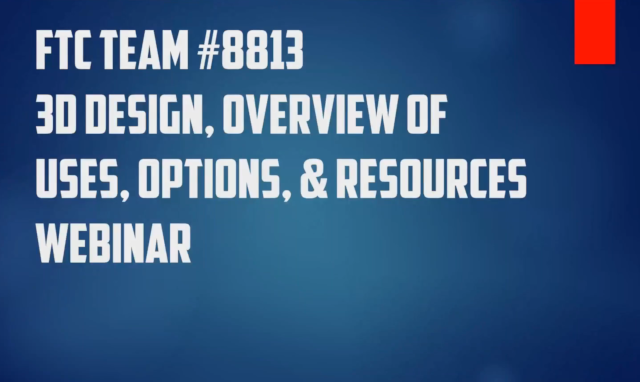 FTC TEAM #8813
3D DESIGN, OVERVIEW OF
USES, OPTIONS, & RESOURCES
WEBINAR